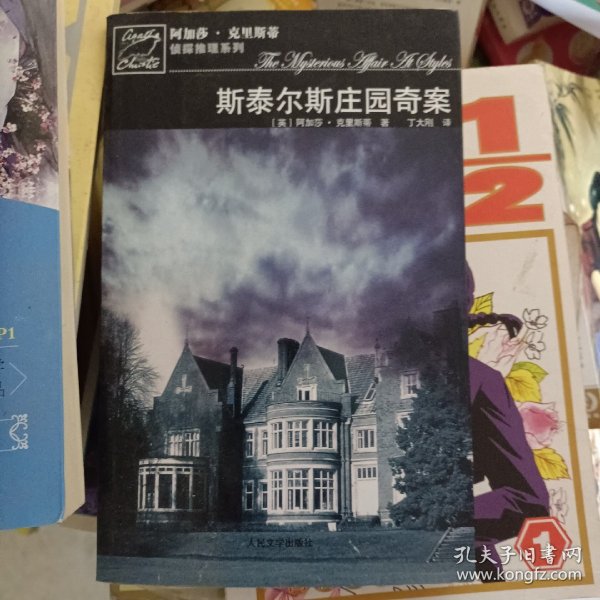 Agatha
Christie
阿加莎·克里斯蒂
侦探推理系列
The Mysterious Affair At Styles
斯泰尔斯庄园奇案
[英] 阿加莎·克里斯蒂 著 丁大刚 译
人民文学出版社
1
2
1
P1
孔夫子旧书网
www.kongfz.com